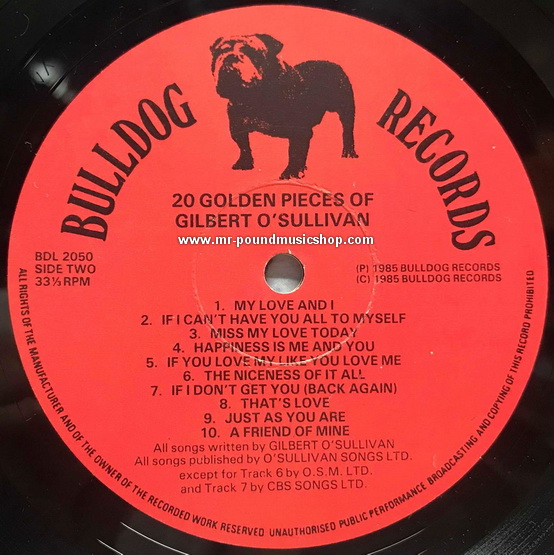 BULLDOG RECORDS
20 GOLDEN PIECES OF
GILBERT O'SULLIVAN
www.mr-poundmusicshop.com
BDL 2050
SIDE TWO
33⅓ RPM
(P) 1985 BULLDOG RECORDS
(C) 1985 BULLDOG RECORDS
1. MY LOVE AND I
2. IF I CAN'T HAVE YOU ALL TO MYSELF
3. MISS MY LOVE TODAY
4. HAPPINESS IS ME AND YOU
5. IF YOU LOVE MY LIKE YOU LOVE ME
6. THE NICENESS OF IT ALL
7. IF I DON'T GET YOU (BACK AGAIN)
8. THAT'S LOVE
9. JUST AS YOU ARE
10. A FRIEND OF MINE
All songs written by GILBERT O'SULLIVAN
All songs published by O'SULLIVAN SONGS LTD.
except for Track 6 by O.S.M. LTD.
and Track 7 by CBS SONGS LTD.
ALL RIGHTS OF THE MANUFACTURER AND OF THE OWNER OF THE RECORDED WORK RESERVED UNAUTHORISED PUBLIC PERFORMANCE BROADCASTING AND COPYING OF THIS RECORD PROHIBITED